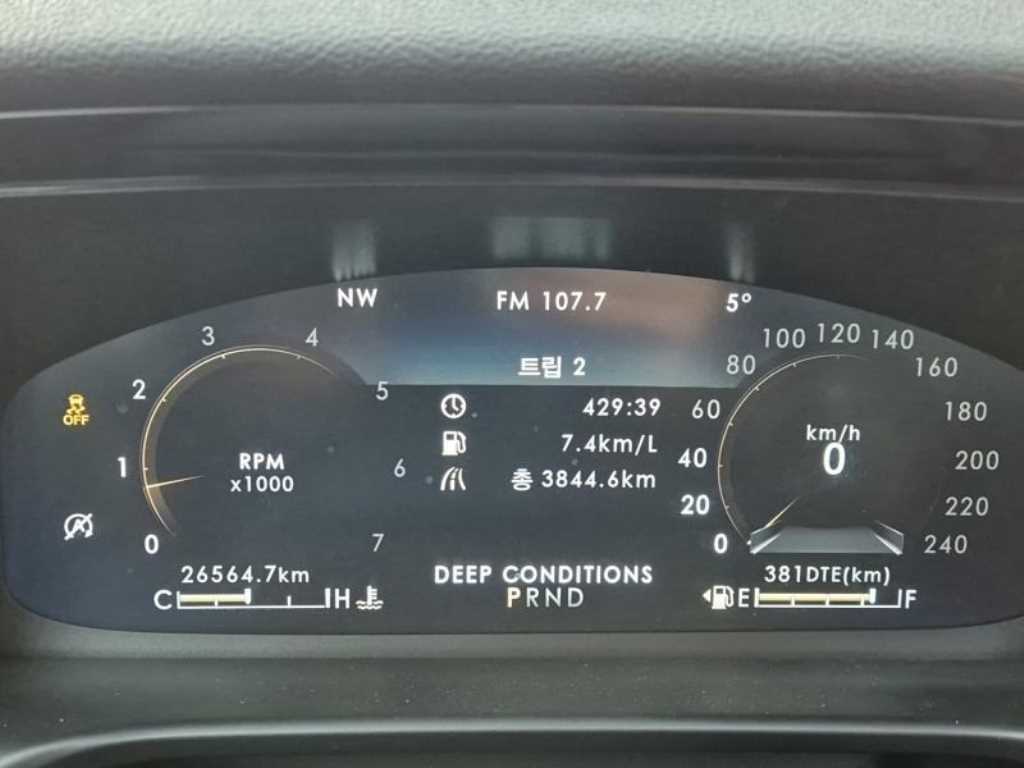 NW FM 107.7 5°
트립 2
429:39
7.4km/L
총 3844.6km
OFF
0 1 2 3 4 5 6 7
RPM
x1000
0 20 40 60 80 100 120 140 160 180 200 220 240
km/h
0
26564.7km
C H
DEEP CONDITIONS
PRND
381DTE(km)
E F